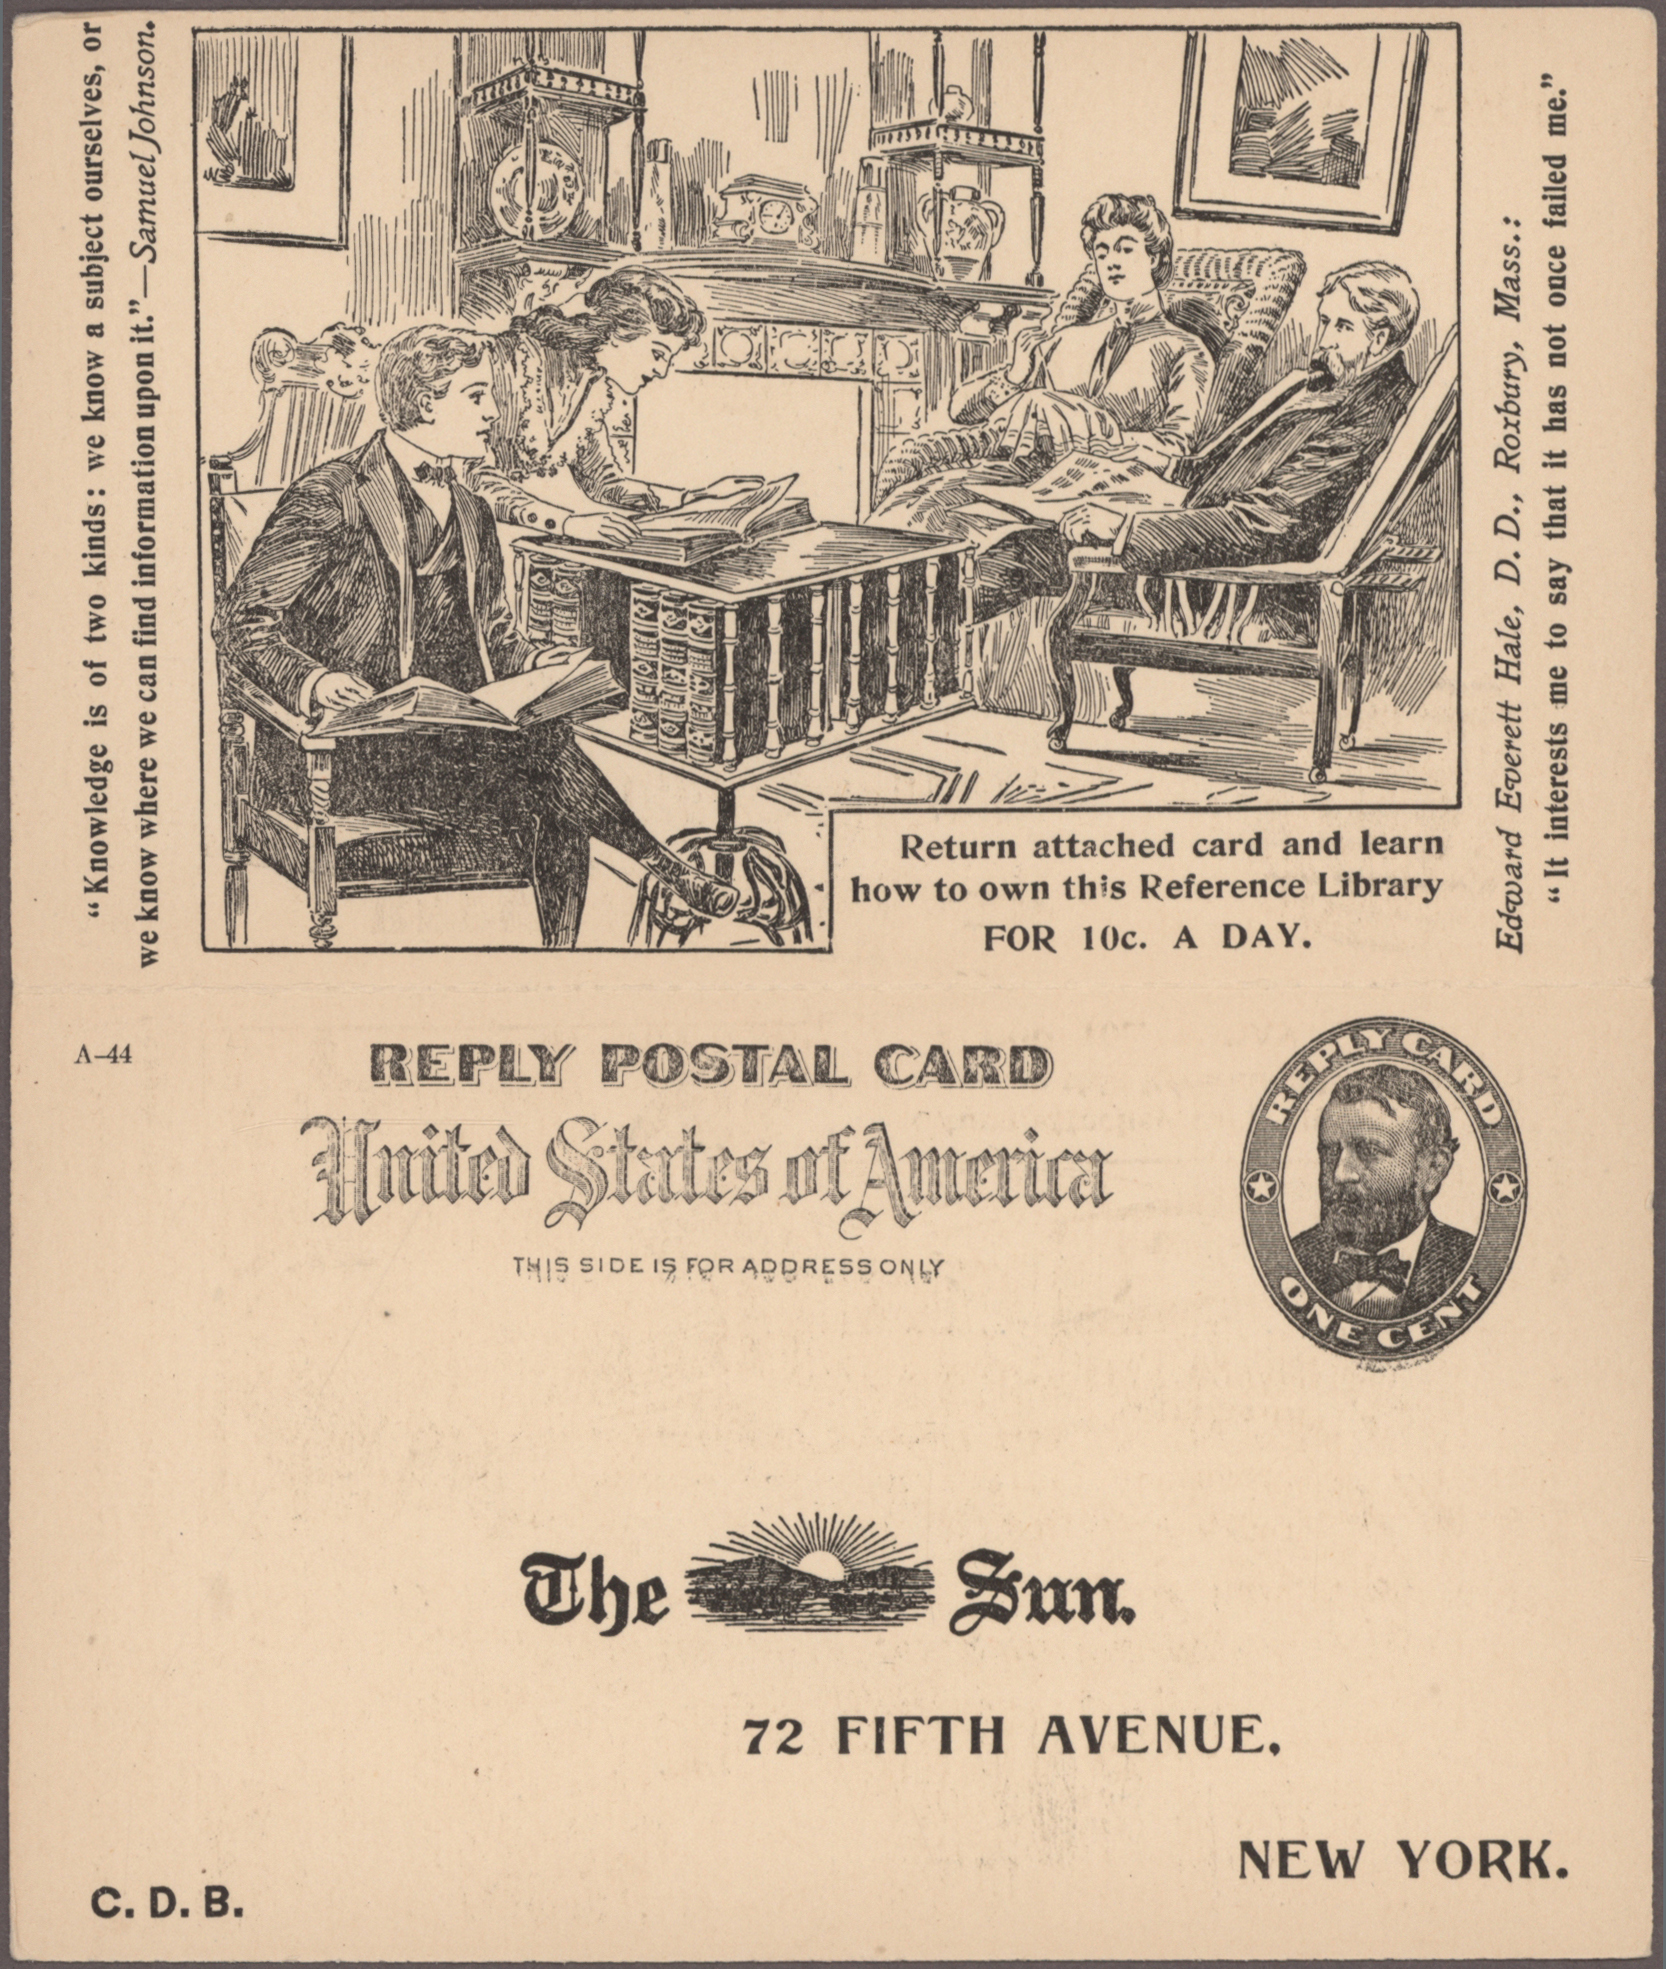 “Knowledge is of two kinds: we know a subject ourselves, or
we know where we can find information upon it.”—Samuel Johnson.
Edward Everett Hale, D. D., Roxbury, Mass.:
“It interests me to say that it has not once failed me.”
Return attached card and learn
how to own this Reference Library
FOR 10c. A DAY.
A-44
REPLY POSTAL CARD
United States of America
THIS SIDE IS FOR ADDRESS ONLY
REPLY CARD
ONE CENT
The Sun.
72 FIFTH AVENUE,
NEW YORK.
C. D. B.